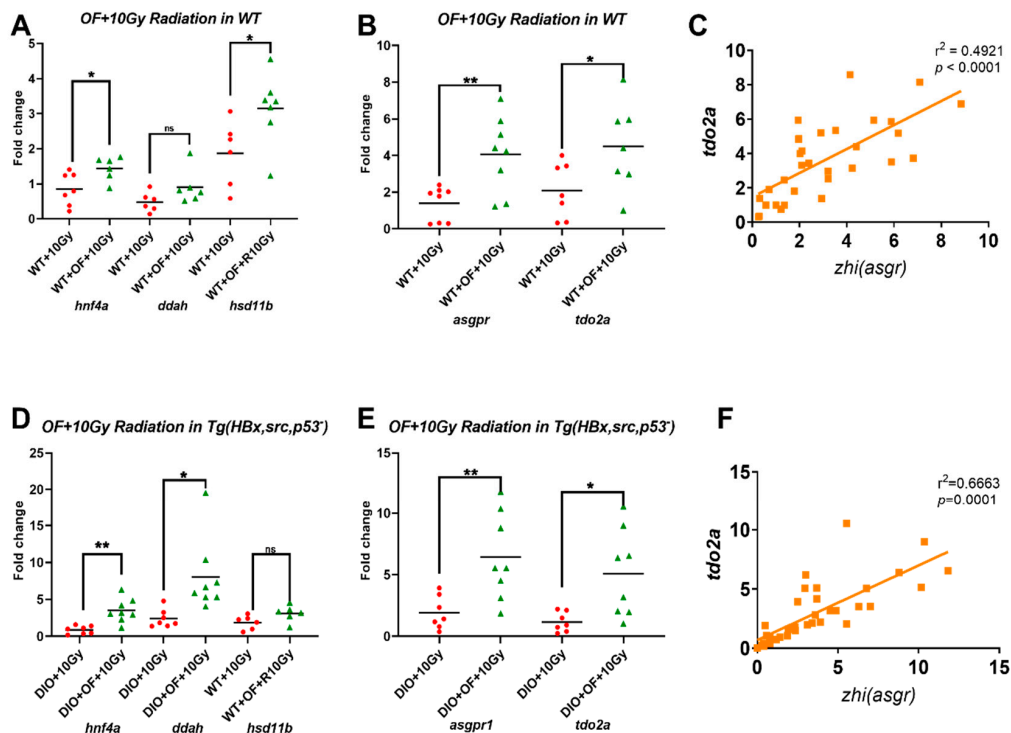 A
OF+10Gy Radiation in WT
Fold change
5
4
3
2
1
0
*
ns
*
WT+10Gy
WT+OF+10Gy
WT+10Gy
WT+OF+10Gy
WT+10Gy
WT+OF+R10Gy
hnf4a
ddah
hsd11b
B
OF+10Gy Radiation in WT
Fold change
10
8
6
4
2
0
**
*
WT+10Gy
WT+OF+10Gy
WT+10Gy
WT+OF+10Gy
asgpr
tdo2a
C
r² = 0.4921
p < 0.0001
tdo2a
10
8
6
4
2
0
0 2 4 6 8 10
zhi(asgr)
D
OF+10Gy Radiation in Tg(HBx,src,p53⁻)
Fold change
25
20
15
10
5
0
**
*
ns
DIO+10Gy
DIO+OF+10Gy
DIO+10Gy
DIO+OF+10Gy
WT+10Gy
WT+OF+R10Gy
hnf4a
ddah
hsd11b
E
OF+10Gy Radiation in Tg(HBx,src,p53⁻)
Fold change
15
10
5
0
**
*
DIO+10Gy
DIO+OF+10Gy
DIO+10Gy
DIO+OF+10Gy
asgpr1
tdo2a
F
r²=0.6663
p=0.0001
tdo2a
15
10
5
0
0 5 10 15
zhi(asgr)